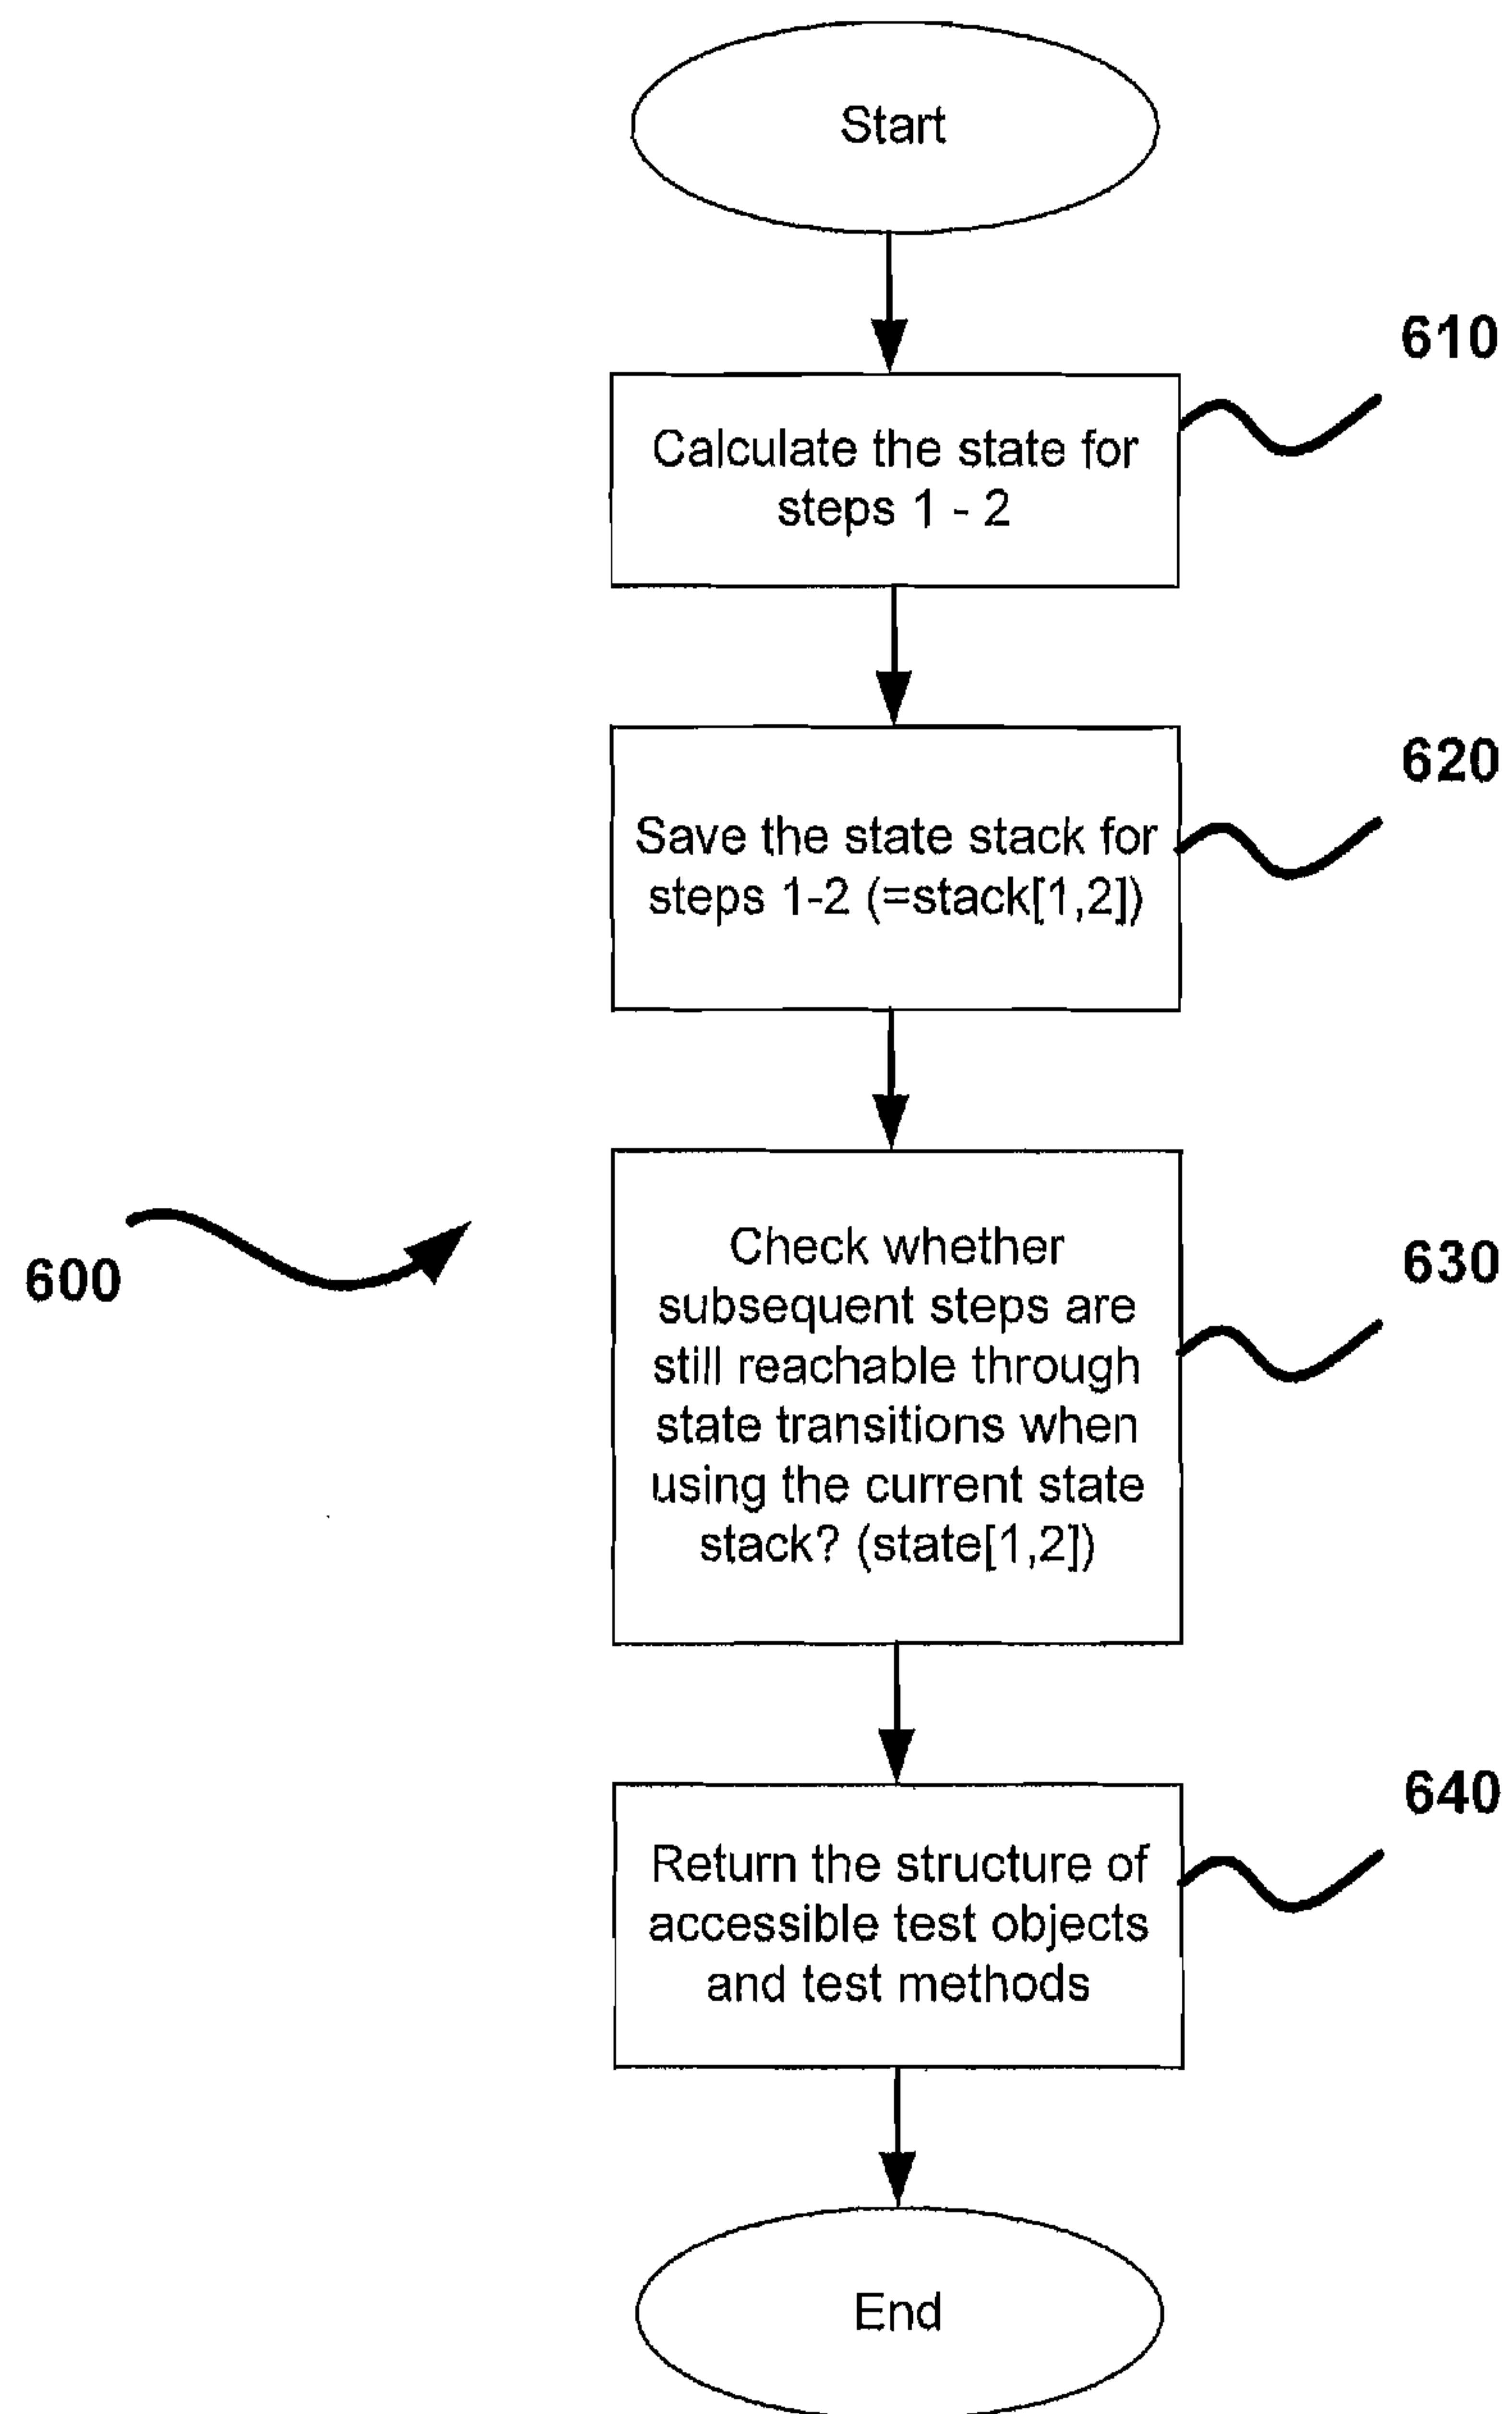 Start
610
Calculate the state for
steps 1 - 2
620
Save the state stack for
steps 1-2 (=stack[1,2])
600
630
Check whether
subsequent steps are
still reachable through
state transitions when
using the current state
stack? (state[1,2])
640
Return the structure of
accessible test objects
and test methods
End